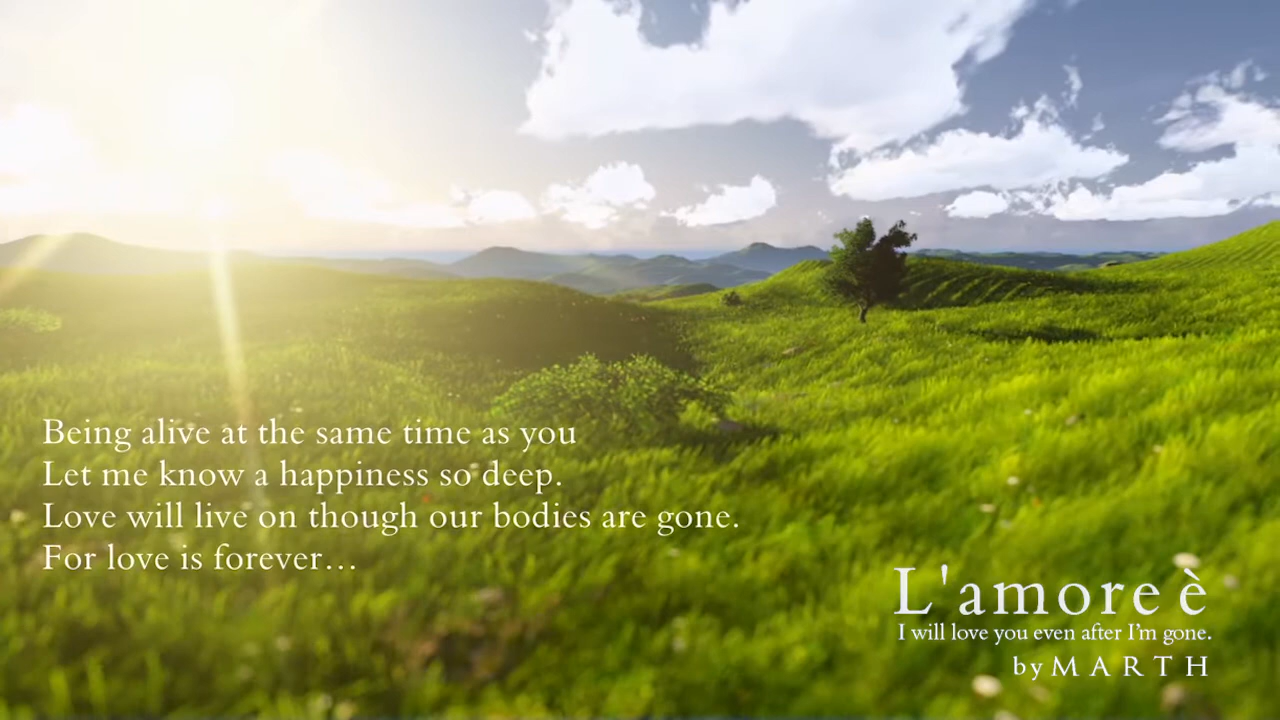 Being alive at the same time as you
Let me know a happiness so deep.
Love will live on though our bodies are gone.
For love is forever…
L'amore è
I will love you even after I'm gone.
by MARTH